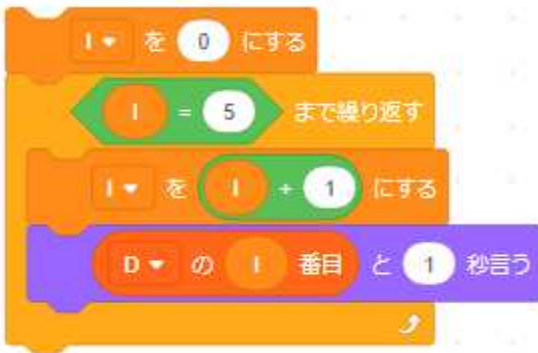 I を 0 にする
I = 5 まで繰り返す
I を I + 1 にする
D の I 番目 と 1 秒言う